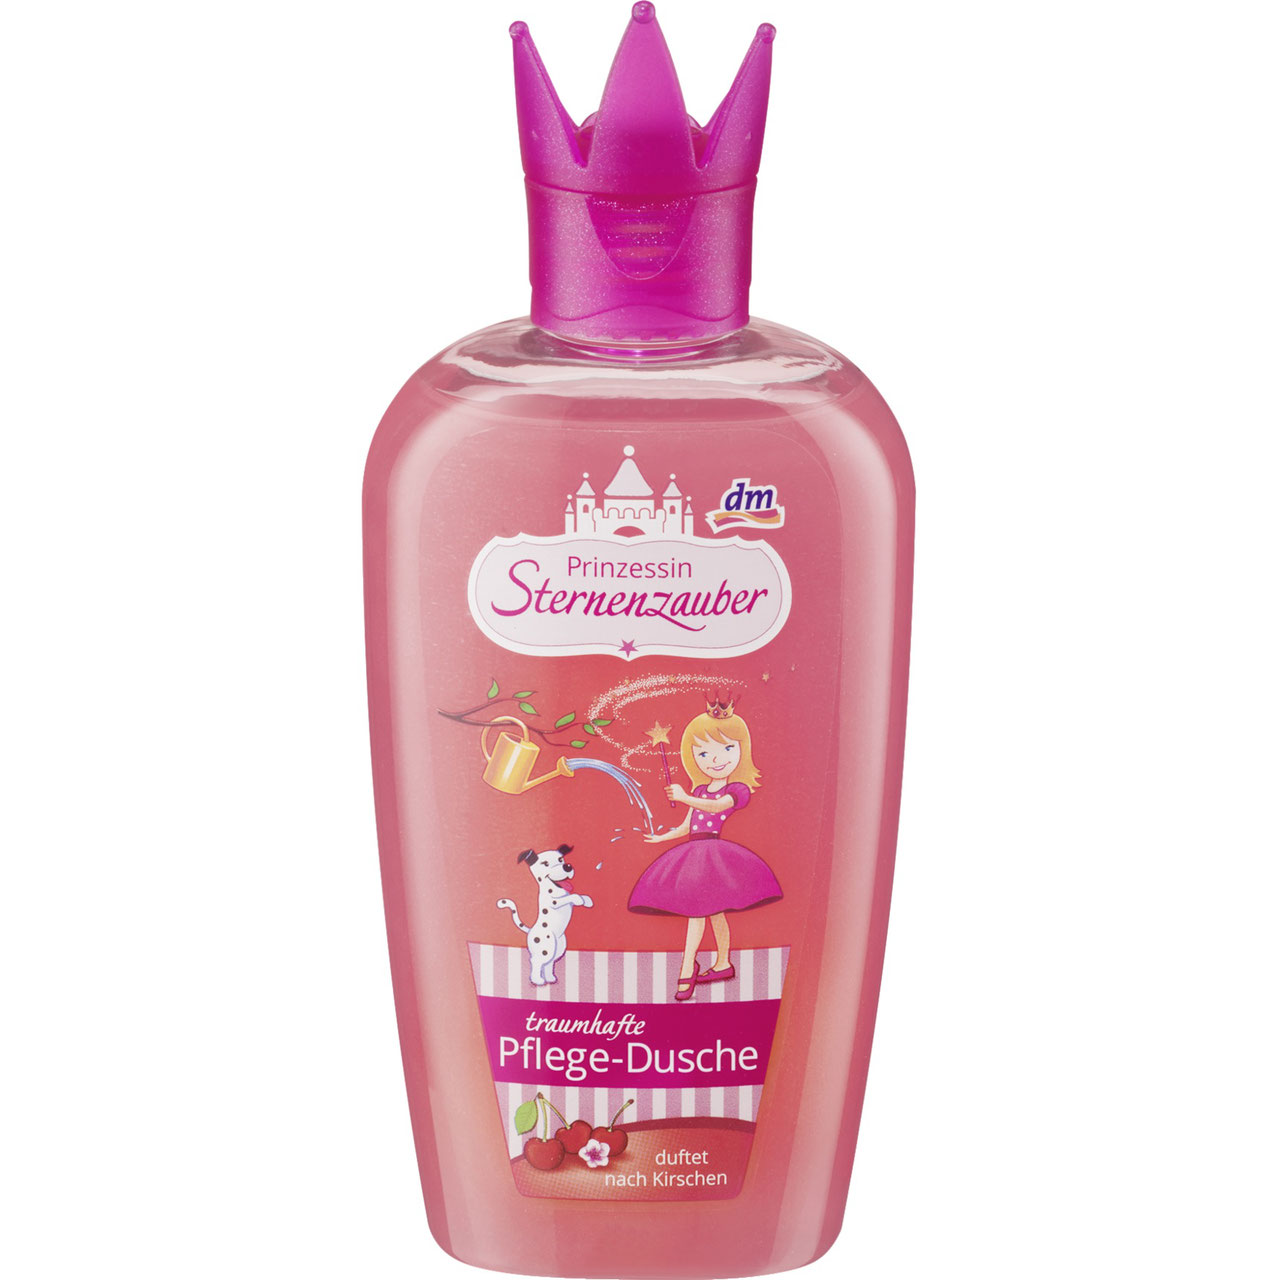 dm
Prinzessin
Sternenzauber
traumhafte
Pflege-Dusche
duftet
nach Kirschen